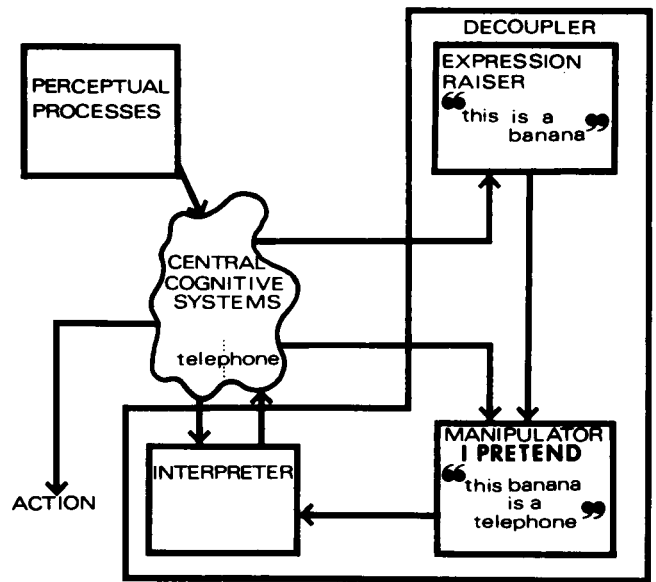 DECOUPLER
PERCEPTUAL
PROCESSES
EXPRESSION
RAISER
“this is a
banana”
CENTRAL
COGNITIVE
SYSTEMS
telephone
ACTION
INTERPRETER
MANIPULATOR
I PRETEND
“this banana
is a
telephone”